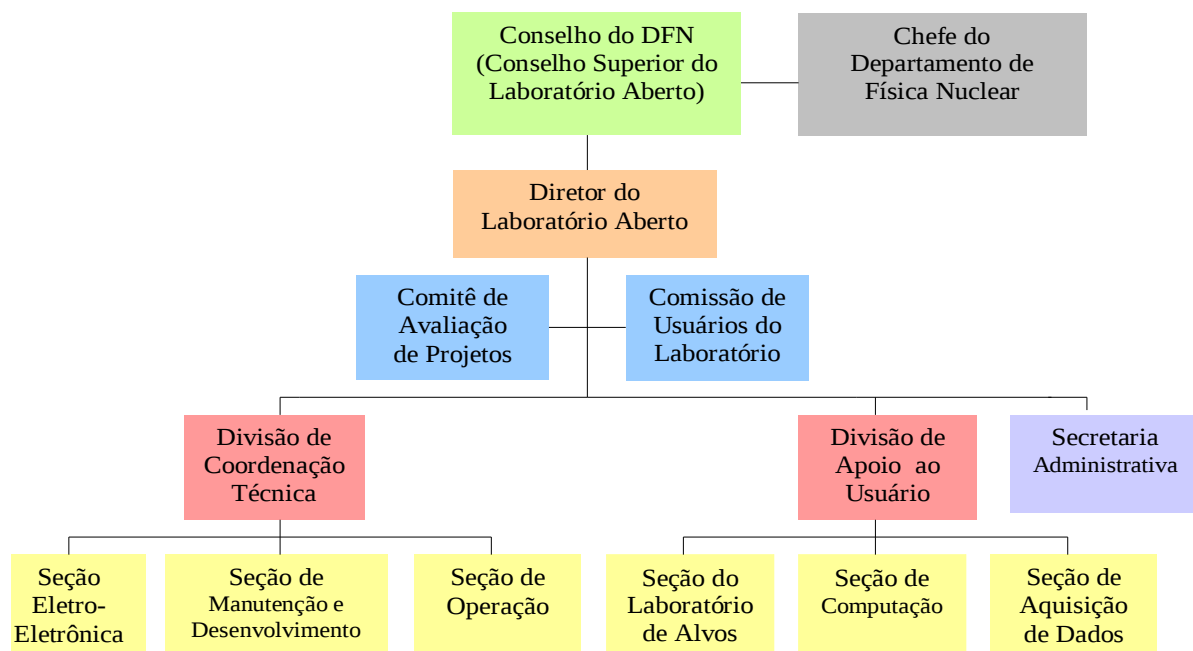 Conselho do DFN
(Conselho Superior do
Laboratório Aberto)
Chefe do
Departamento de
Física Nuclear
Diretor do
Laboratório Aberto
Comitê de
Avaliação
de Projetos
Comissão de
Usuários do
Laboratório
Divisão de
Coordenação
Técnica
Divisão de
Apoio ao
Usuário
Secretaria
Administrativa
Seção
Eletro-
Eletrônica
Seção de
Manutenção e
Desenvolvimento
Seção de
Operação
Seção do
Laboratório
de Alvos
Seção de
Computação
Seção de
Aquisição
de Dados